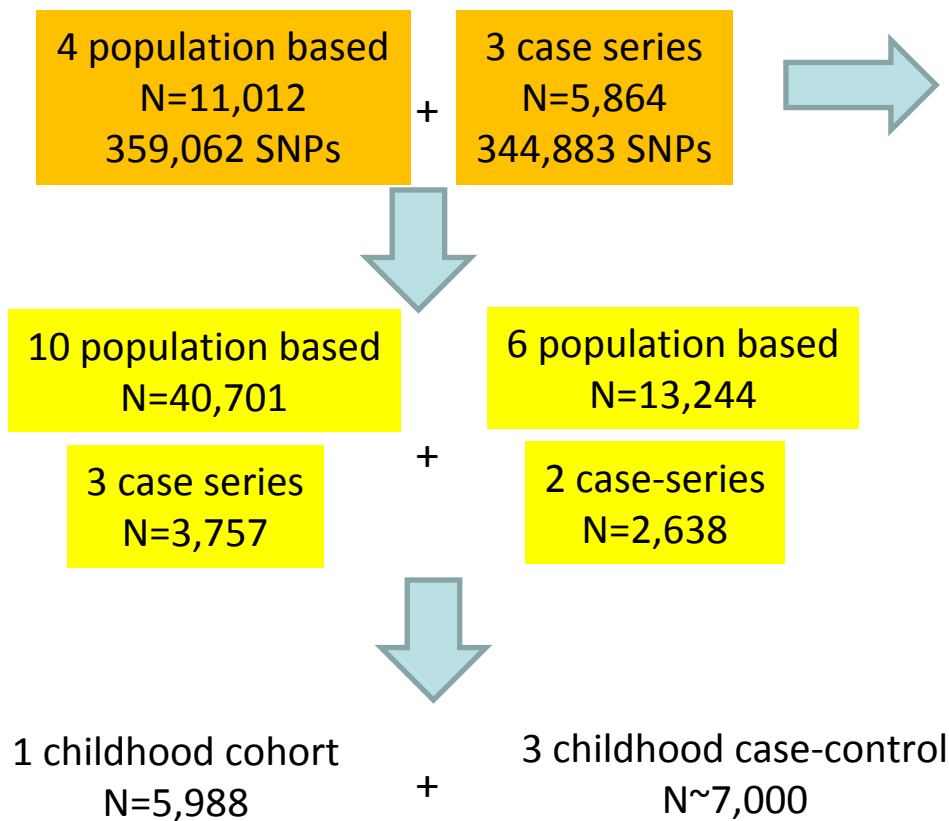 4 population based
N=11,012
359,062 SNPs
+
3 case series
N=5,864
344,883 SNPs
10 population based
N=40,701
3 case series
N=3,757
+
6 population based
N=13,244
2 case-series
N=2,638
1 childhood cohort
N=5,988
+
3 childhood case-control
N~7,000